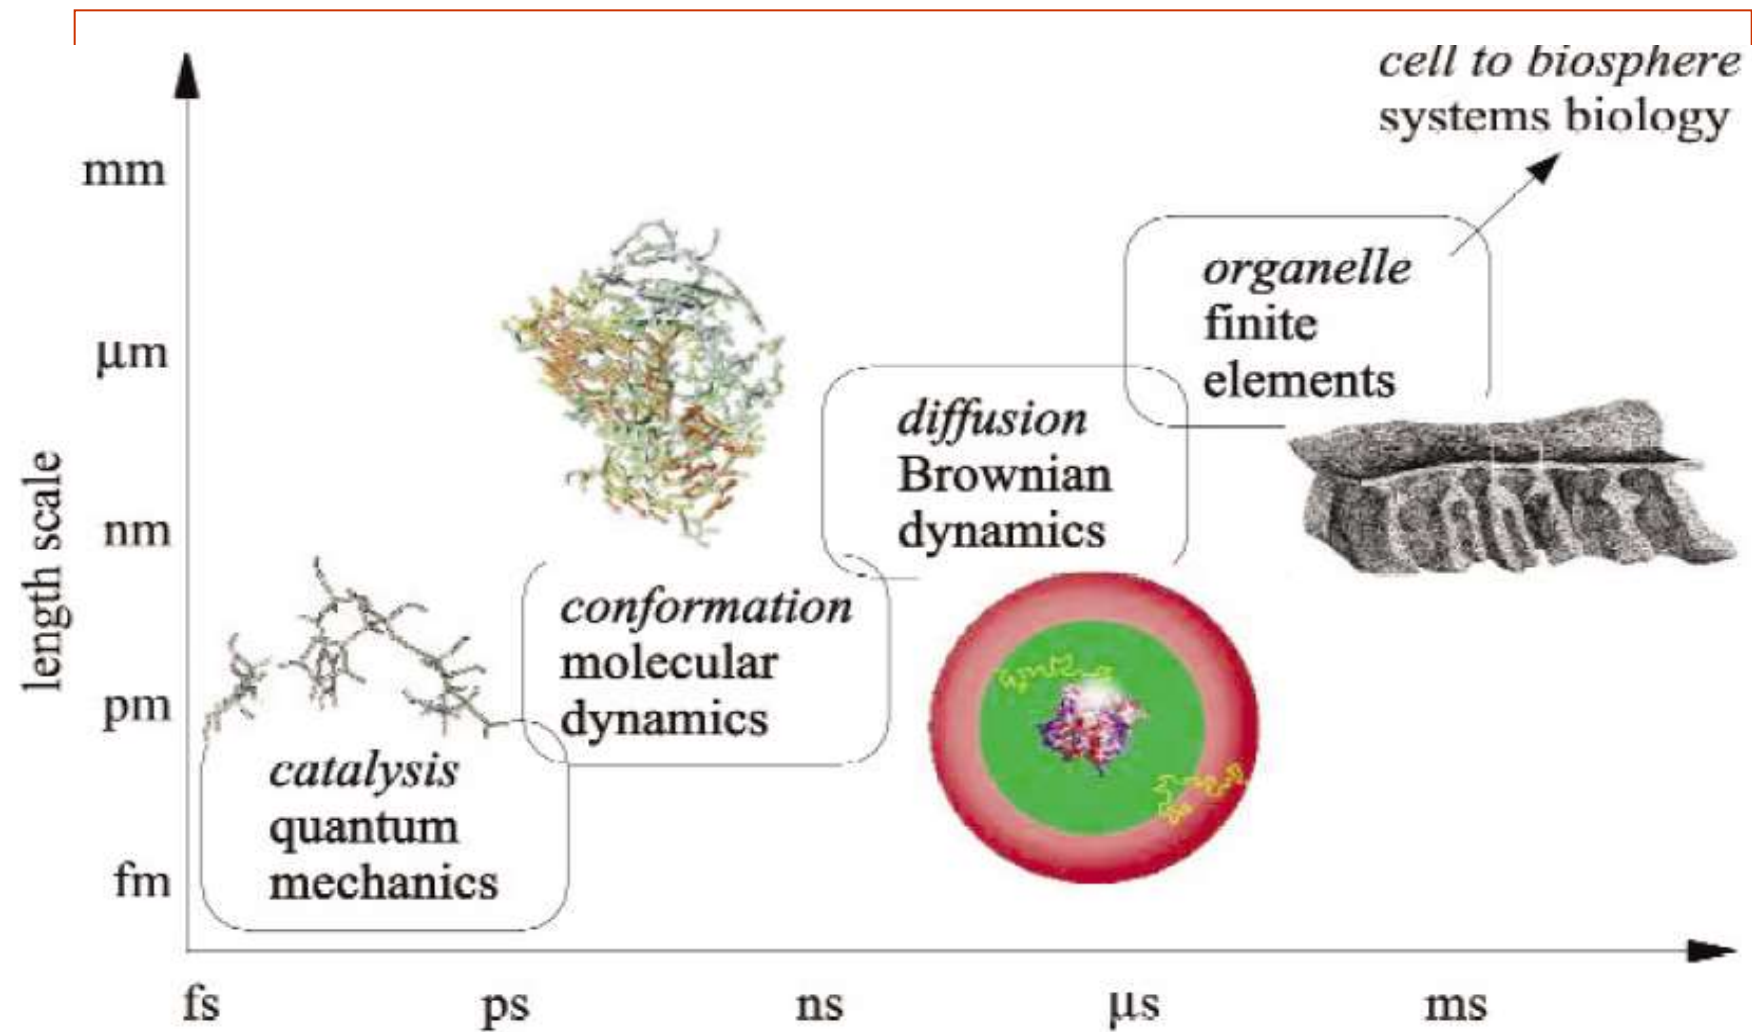 cell to biosphere
systems biology
mm
organelle
finite
elements
μm
diffusion
Brownian
dynamics
nm
length scale
conformation
molecular
dynamics
pm
catalysis
quantum
mechanics
fm
fs ps ns μs ms